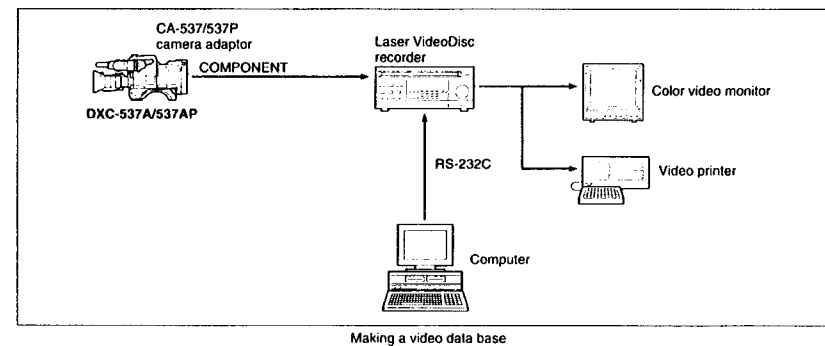 CA-537/537P
camera adaptor
COMPONENT
DXC-537A/537AP
Laser VideoDisc
recorder
Color video monitor
RS-232C
Video printer
Computer
Making a video data base